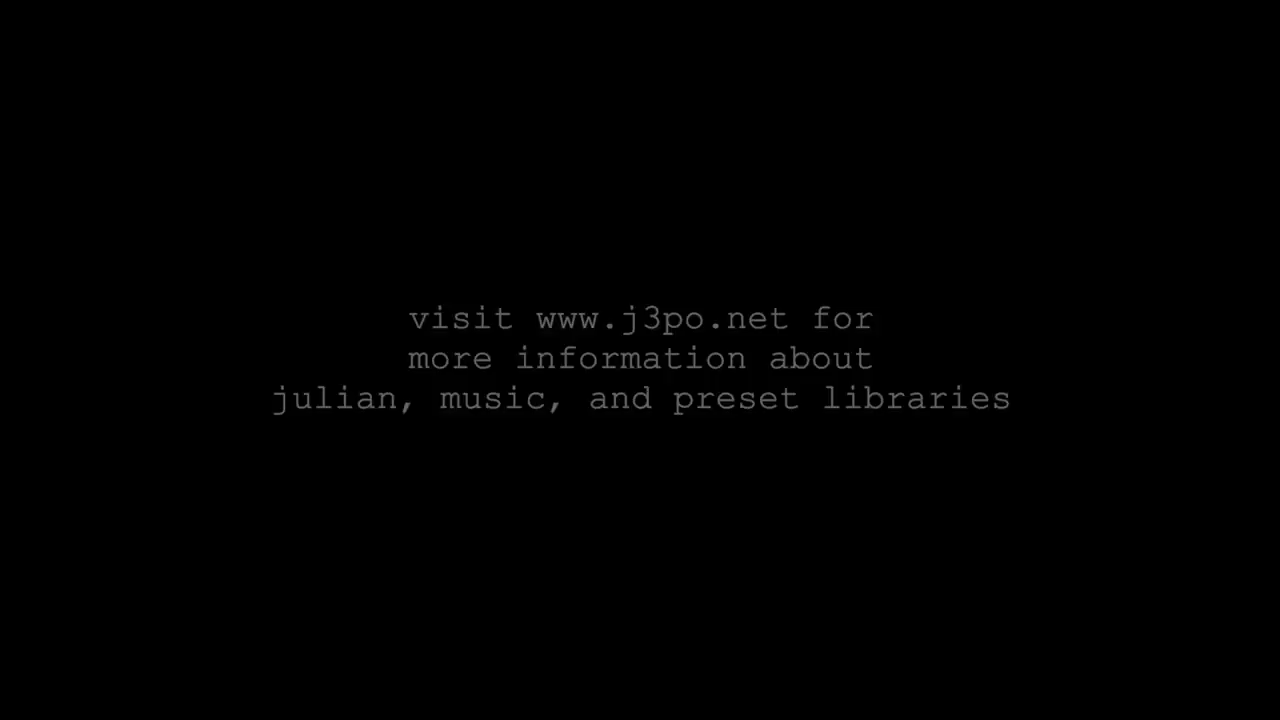 visit www.j3po.net for
more information about
julian, music, and preset libraries